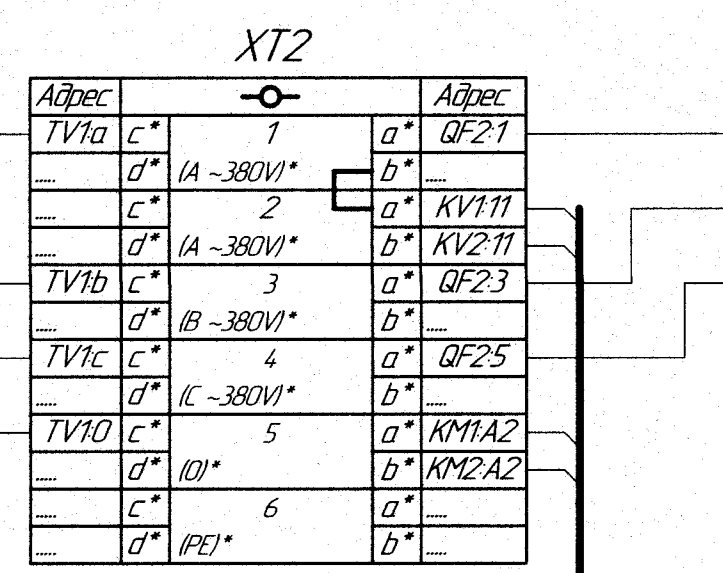 XT2
Адрес Адрес
TV1:a c* 1 a* QF2:1
..... d* (A ~380V)* b* .....
..... c* 2 a* KV1:11
..... d* (A ~380V)* b* KV2:11
TV1:b c* 3 a* QF2:3
..... d* (B ~380V)* b* .....
TV1:c c* 4 a* QF2:5
..... d* (C ~380V)* b* .....
TV1:0 c* 5 a* KM1:A2
..... d* (0)* b* KM2:A2
..... c* 6 a* .....
..... d* (PE)* b* .....